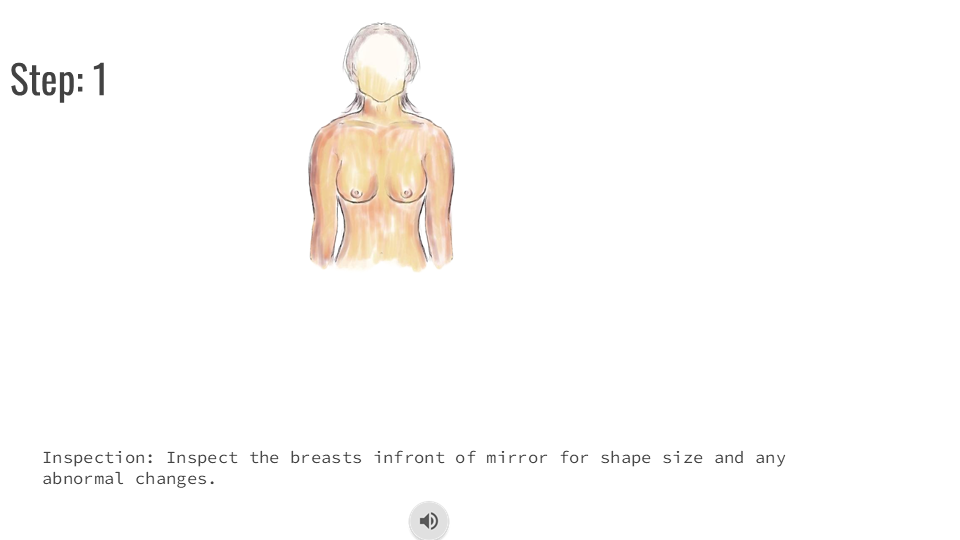 Step: 1
Inspection: Inspect the breasts infront of mirror for shape size and any
abnormal changes.